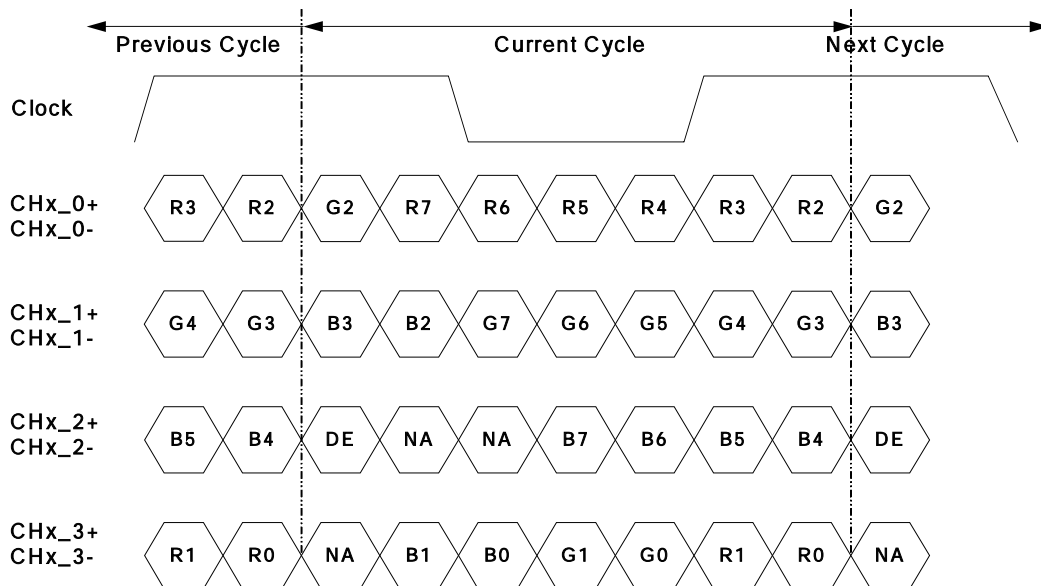 Previous Cycle Current Cycle Next Cycle
Clock
CHx_0+
CHx_0-
R3 R2 G2 R7 R6 R5 R4 R3 R2 G2
CHx_1+
CHx_1-
G4 G3 B3 B2 G7 G6 G5 G4 G3 B3
CHx_2+
CHx_2-
B5 B4 DE NA NA B7 B6 B5 B4 DE
CHx_3+
CHx_3-
R1 R0 NA B1 B0 G1 G0 R1 R0 NA